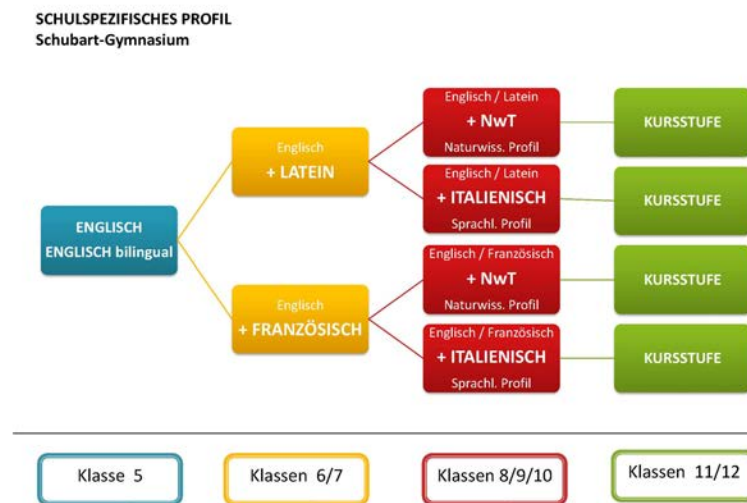 SCHULSPEZIFISCHES PROFIL
Schubart-Gymnasium
ENGLISCH
ENGLISCH bilingual
Englisch
+ LATEIN
Englisch
+ FRANZÖSISCH
Englisch / Latein
+ NwT
Naturwiss. Profil
Englisch / Latein
+ ITALIENISCH
Sprachl. Profil
Englisch / Französisch
+ NwT
Naturwiss. Profil
Englisch / Französisch
+ ITALIENISCH
Sprachl. Profil
KURSSTUFE
KURSSTUFE
KURSSTUFE
KURSSTUFE
Klasse 5
Klassen 6/7
Klassen 8/9/10
Klassen 11/12